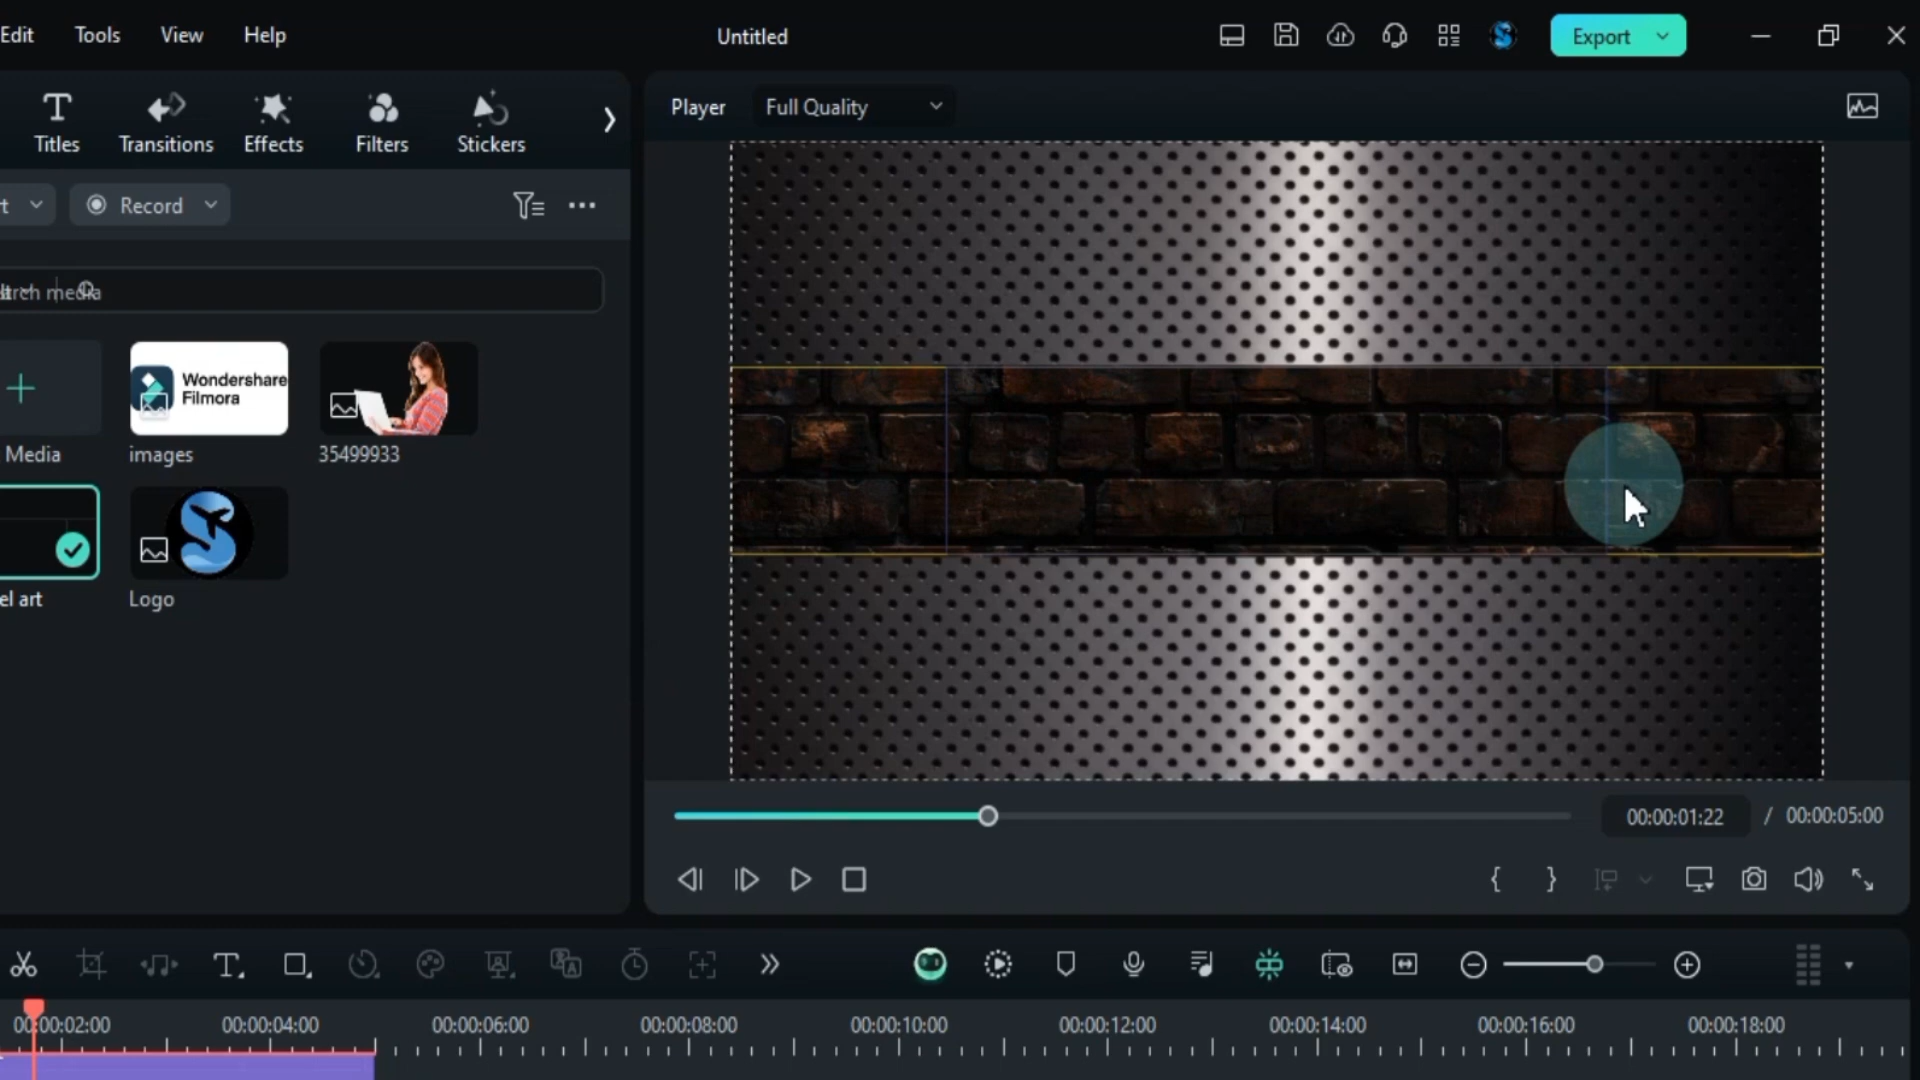 Edit Tools View Help Untitled Export
Player Full Quality
Titles Transitions Effects Filters Stickers
Record
media
Wondershare
Filmora
Media images 35499933
el art Logo
00:00:01:22 / 00:00:05:00
00:00:02:00 00:00:04:00 00:00:06:00 00:00:08:00 00:00:10:00 00:00:12:00 00:00:14:00 00:00:16:00 00:00:18:00